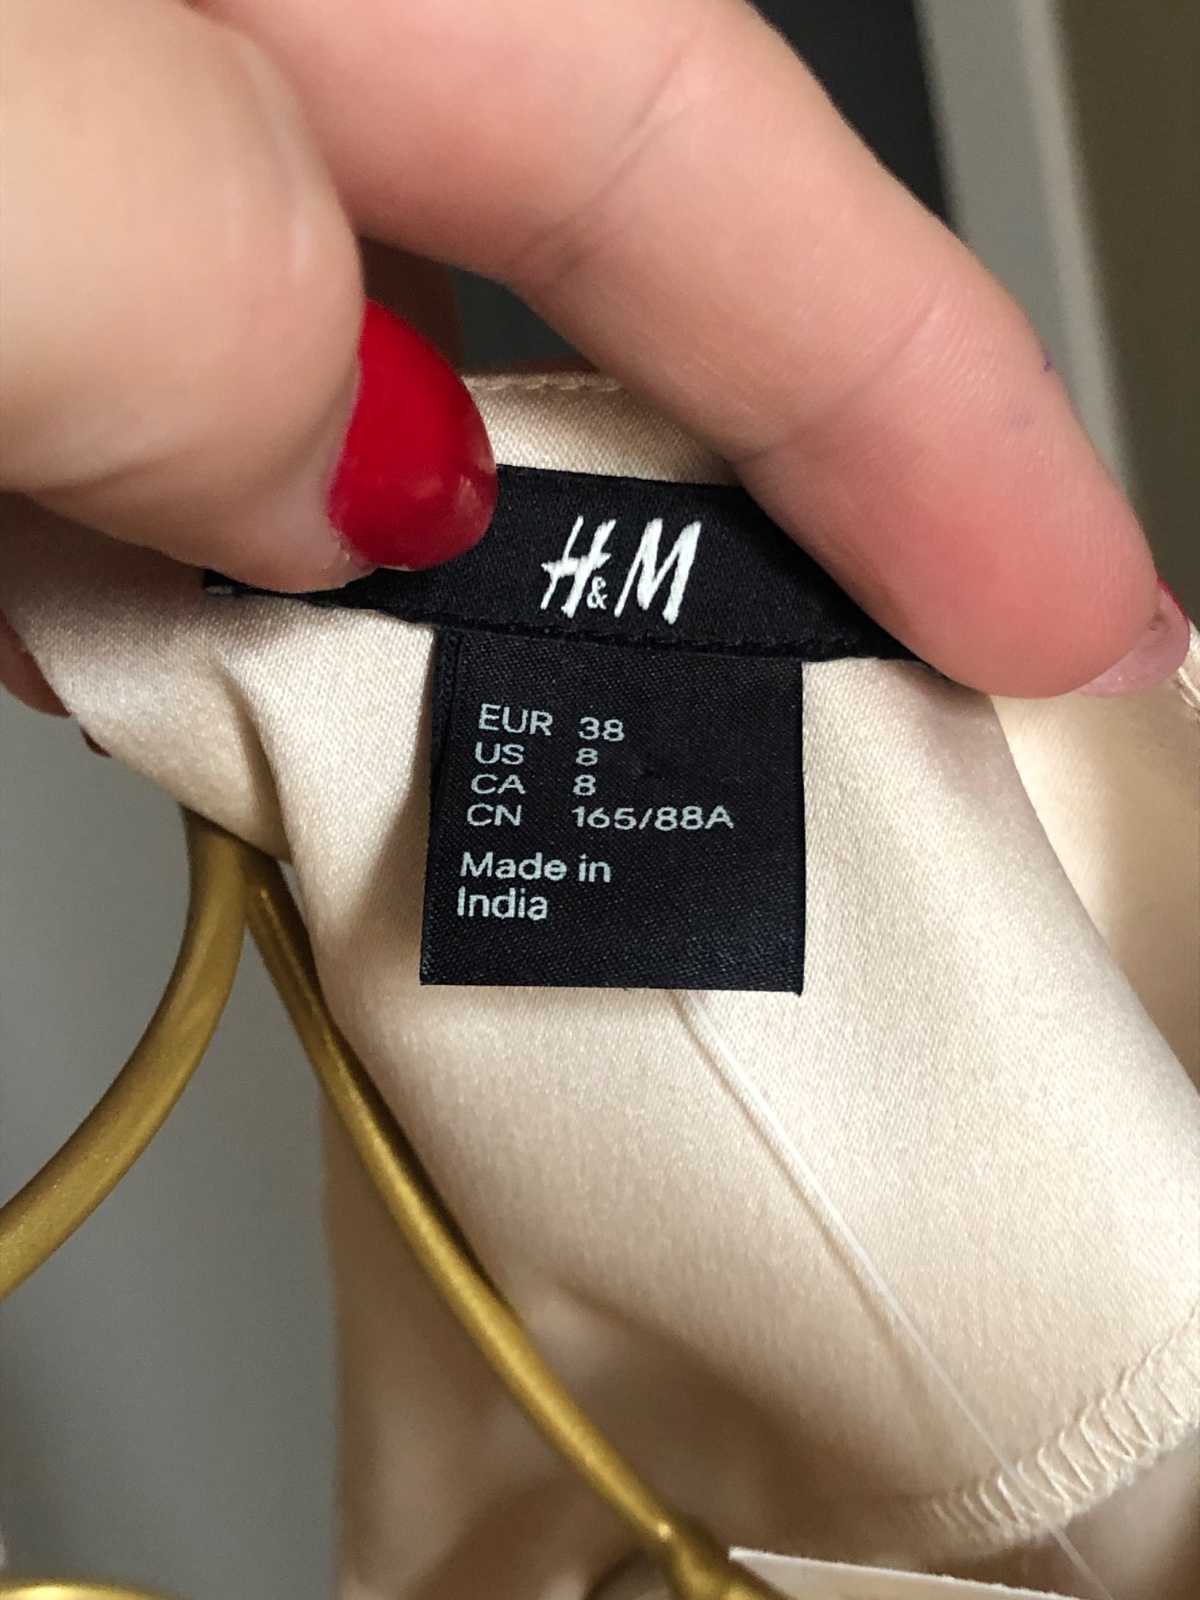 H&M
EUR 38
US 8
CA 8
CN 165/88A
Made in
India